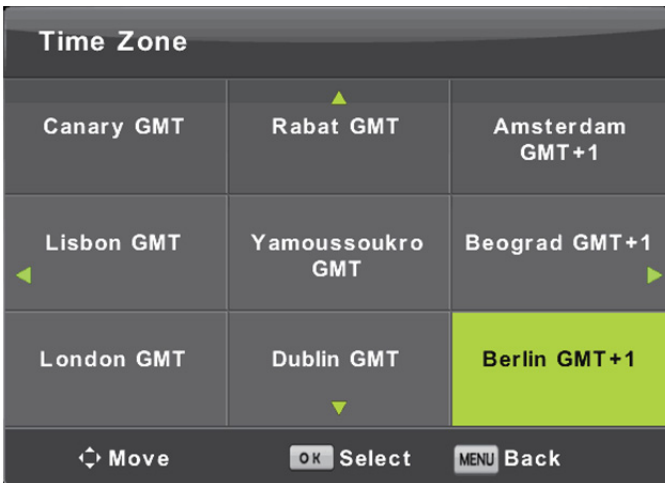 Time Zone
Canary GMT
Rabat GMT
Amsterdam
GMT+1
Lisbon GMT
Yamoussoukro
GMT
Beograd GMT+1
London GMT
Dublin GMT
Berlin GMT+1
Move
OK Select
MENU Back